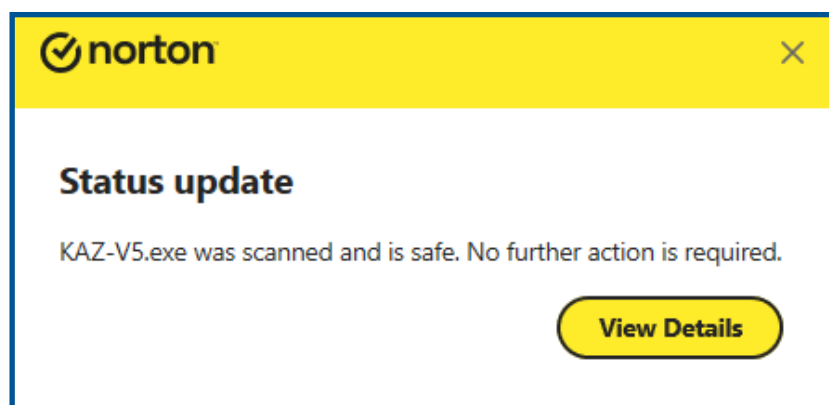 norton
Status update
KAZ-V5.exe was scanned and is safe. No further action is required.
View Details